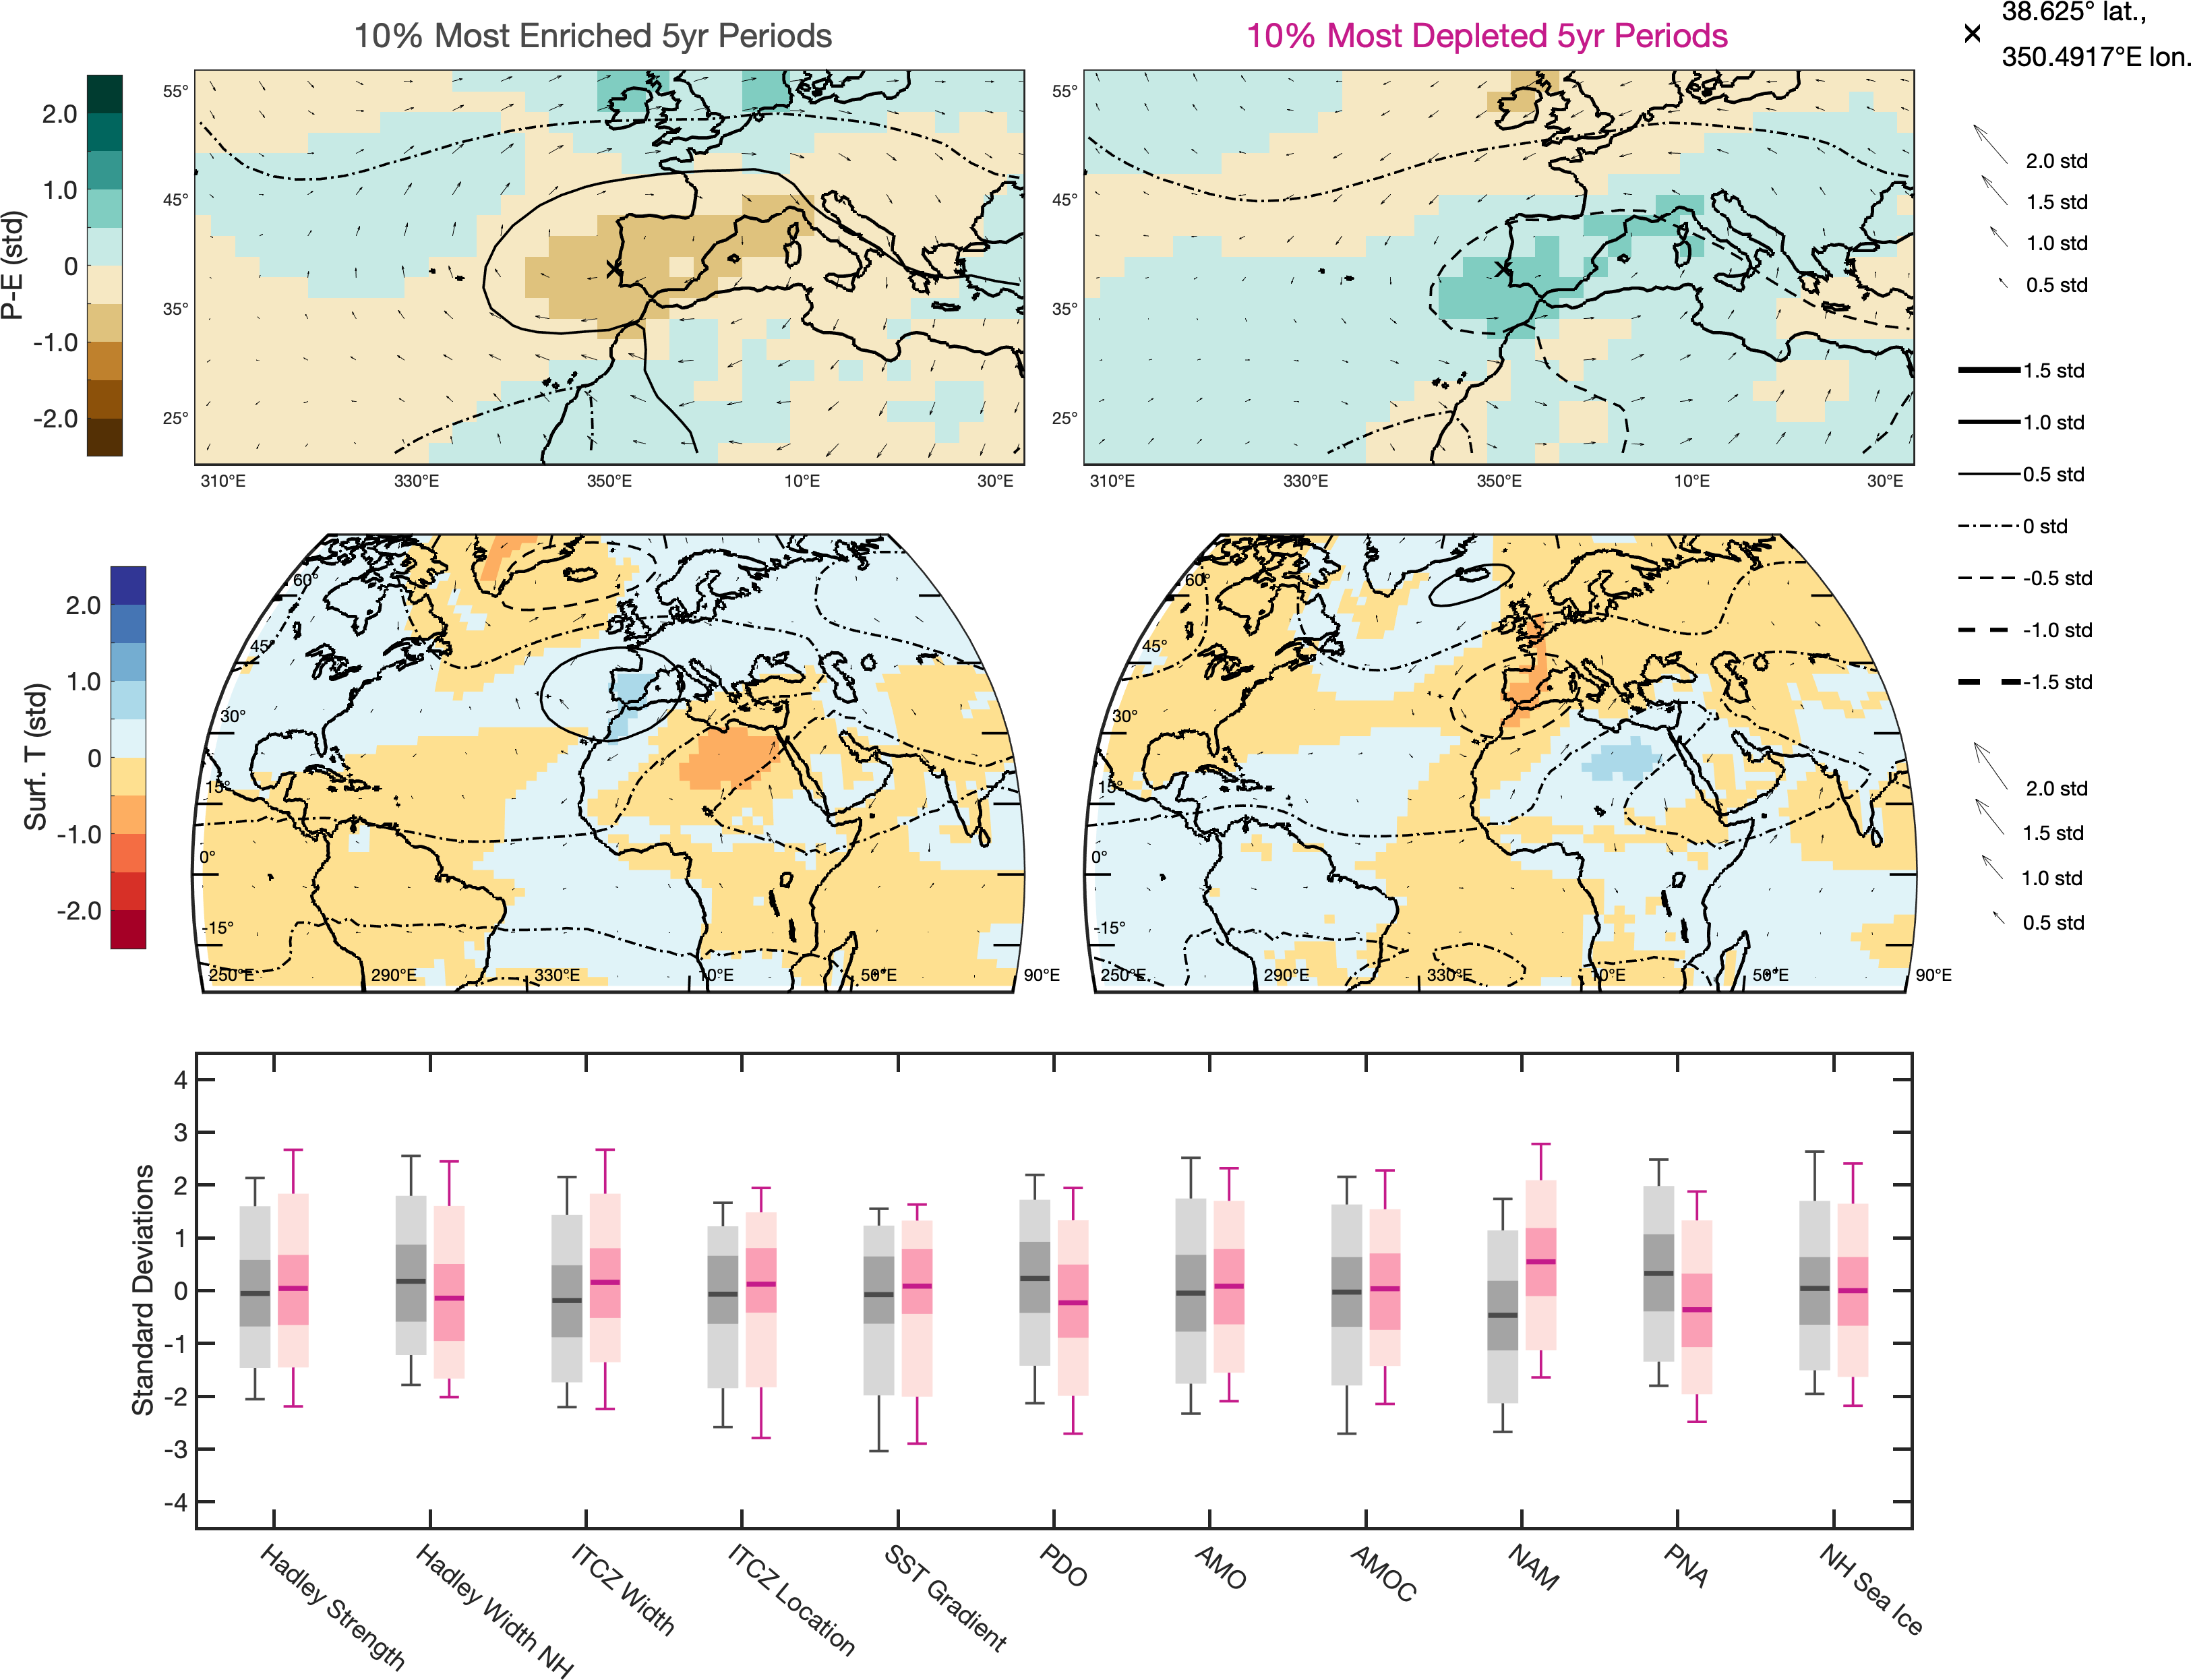 10% Most Enriched 5yr Periods
10% Most Depleted 5yr Periods
38.625° lat.,
350.4917°E lon.
P-E (std)
2.0
1.0
0
-1.0
-2.0
55°
45°
35°
25°
310°E
330°E
350°E
10°E
30°E
55°
45°
35°
25°
310°E
330°E
350°E
10°E
30°E
2.0 std
1.5 std
1.0 std
0.5 std
1.5 std
1.0 std
0.5 std
0 std
-0.5 std
-1.0 std
-1.5 std
Surf. T (std)
2.0
1.0
0
-1.0
-2.0
60°
45°
30°
15°
0°
-15°
250°E
290°E
330°E
10°E
50°E
90°E
60°
45°
30°
15°
0°
-15°
250°E
290°E
330°E
10°E
50°E
90°E
2.0 std
1.5 std
1.0 std
0.5 std
Standard Deviations
4
3
2
1
0
-1
-2
-3
-4
Hadley Strength
Hadley Width NH
ITCZ Width
ITCZ Location
SST Gradient
PDO
AMO
AMOC
NAM
PNA
NH Sea Ice